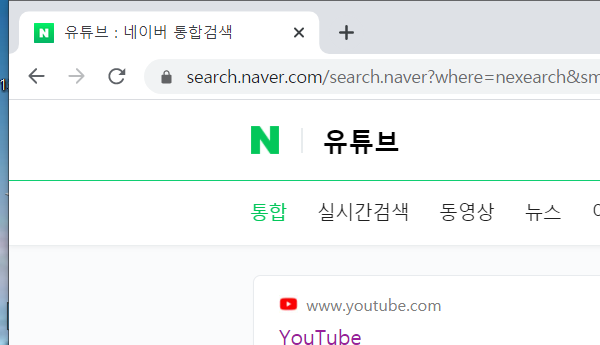 유튜브 : 네이버 통합검색
search.naver.com/search.naver?where=nexearch&sm
N 유튜브
통합 실시간검색 동영상 뉴스
www.youtube.com
YouTube